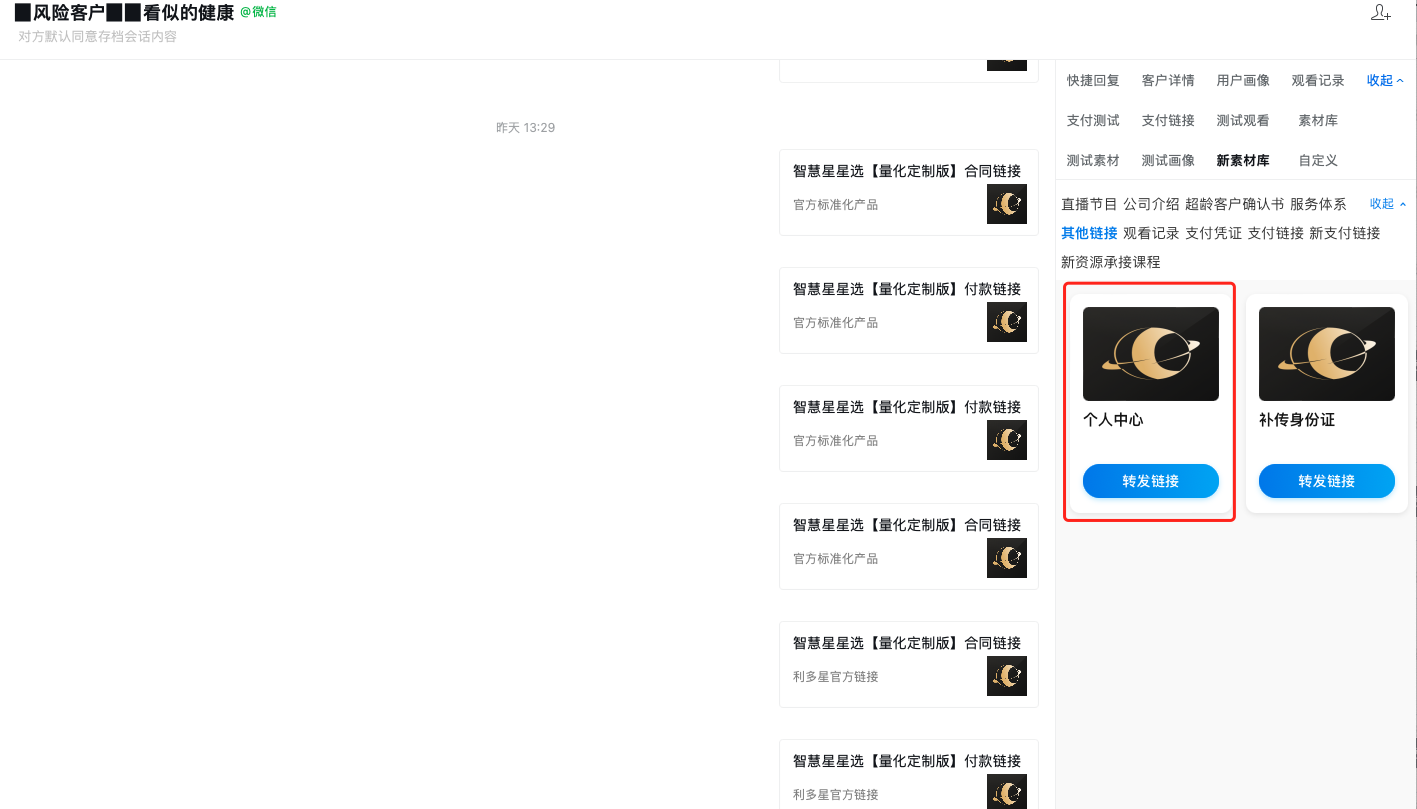 风险客户 看似的健康 @微信
对方默认同意存档会话内容
昨天 13:29
智慧星星选【量化定制版】合同链接
官方标准化产品
智慧星星选【量化定制版】付款链接
官方标准化产品
智慧星星选【量化定制版】付款链接
官方标准化产品
智慧星星选【量化定制版】合同链接
官方标准化产品
智慧星星选【量化定制版】合同链接
利多星官方链接
智慧星星选【量化定制版】付款链接
利多星官方链接
快捷回复 客户详情 用户画像 观看记录 收起
支付测试 支付链接 测试观看 素材库
测试素材 测试画像 新素材库 自定义
直播节目 公司介绍 超龄客户确认书 服务体系 收起
其他链接 观看记录 支付凭证 支付链接 新支付链接
新资源承接课程
个人中心
转发链接
补传身份证
转发链接